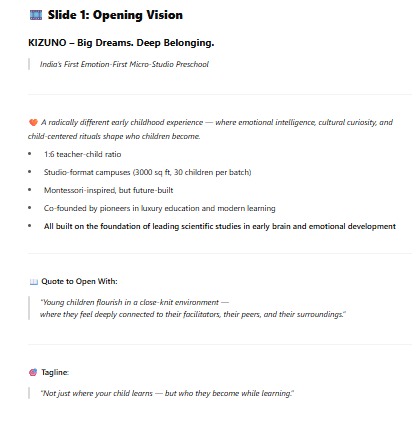 Slide 1: Opening Vision
KIZUNO – Big Dreams. Deep Belonging.
India's First Emotion-First Micro-Studio Preschool
A radically different early childhood experience — where emotional intelligence, cultural curiosity, and
child-centered rituals shape who children become.
• 1:6 teacher-child ratio
• Studio-format campuses (3000 sq ft, 30 children per batch)
• Montessori-inspired, but future-built
• Co-founded by pioneers in luxury education and modern learning
• All built on the foundation of leading scientific studies in early brain and emotional development
Quote to Open With:
"Young children flourish in a close-knit environment —
where they feel deeply connected to their facilitators, their peers, and their surroundings."
Tagline:
"Not just where your child learns — but who they become while learning."